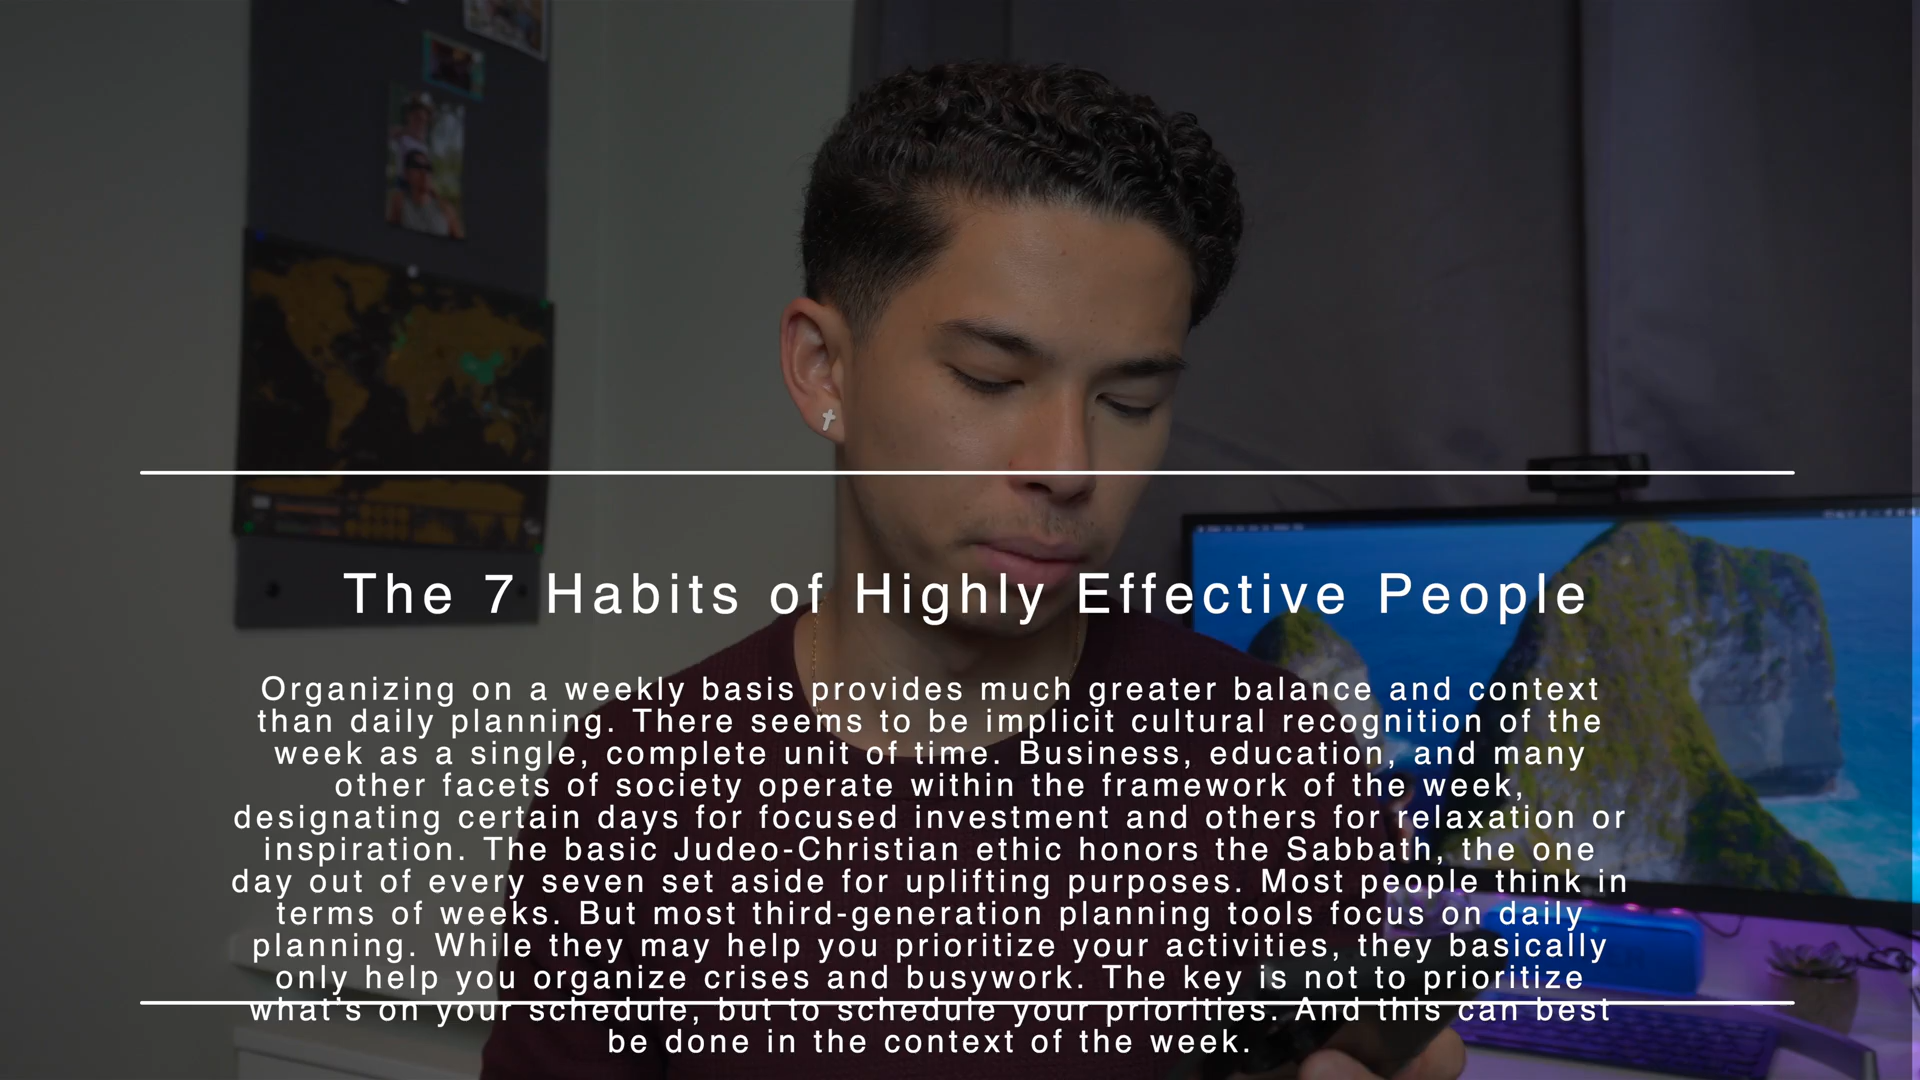 The 7 Habits of Highly Effective People
Organizing on a weekly basis provides much greater balance and context
than daily planning. There seems to be implicit cultural recognition of the
week as a single, complete unit of time. Business, education, and many
other facets of society operate within the framework of the week,
designating certain days for focused investment and others for relaxation or
inspiration. The basic Judeo-Christian ethic honors the Sabbath, the one
day out of every seven set aside for uplifting purposes. Most people think in
terms of weeks. But most third-generation planning tools focus on daily
planning. While they may help you prioritize your activities, they basically
only help you organize crises and busywork. The key is not to prioritize
what's on your schedule, but to schedule your priorities. And this can best
be done in the context of the week.